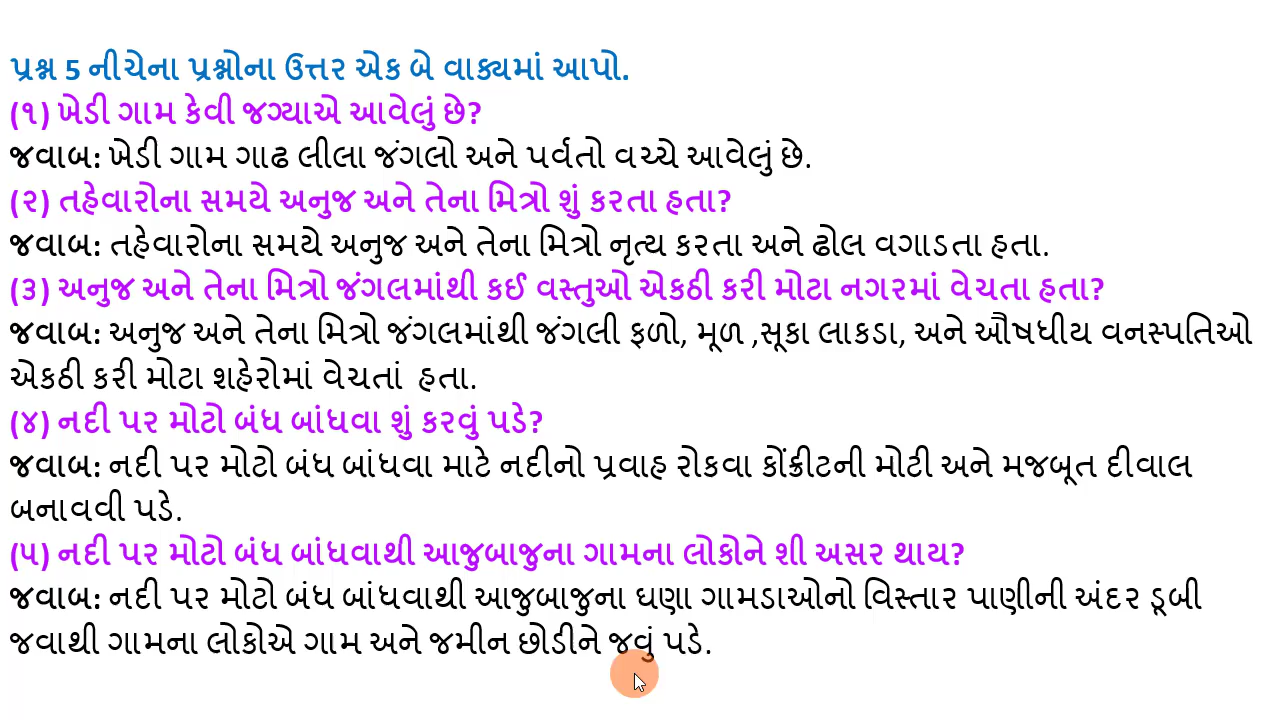 પ્રશ્ન 5 નીચેના પ્રશ્નોના ઉત્તર એક બે વાક્યમાં આપો.
(૧) ખેડી ગામ કેવી જગ્યાએ આવેલું છે?
જવાબ: ખેડી ગામ ગાઢ લીલા જંગલો અને પર્વતો વચ્ચે આવેલું છે.
(૨) તહેવારોના સમયે અનુજ અને તેના મિત્રો શું કરતા હતા?
જવાબ: તહેવારોના સમયે અનુજ અને તેના મિત્રો નૃત્ય કરતા અને ઢોલ વગાડતા હતા.
(૩) અનુજ અને તેના મિત્રો જંગલમાંથી કઈ વસ્તુઓ એકઠી કરી મોટા નગરમાં વેચતા હતા?
જવાબ: અનુજ અને તેના મિત્રો જંગલમાંથી જંગલી ફળો, મૂળ ,સૂકા લાકડા, અને ઔષધીય વનસ્પતિઓ
એકઠી કરી મોટા શહેરોમાં વેચતાં હતા.
(૪) નદી પર મોટો બંધ બાંધવા શું કરવું પડે?
જવાબ: નદી પર મોટો બંધ બાંધવા માટે નદીનો પ્રવાહ રોકવા કોંક્રીટની મોટી અને મજબૂત દીવાલ
બનાવવી પડે.
(૫) નદી પર મોટો બંધ બાંધવાથી આજુબાજુના ગામના લોકોને શી અસર થાય?
જવાબ: નદી પર મોટો બંધ બાંધવાથી આજુબાજુના ઘણા ગામડાઓનો વિસ્તાર પાણીની અંદર ડૂબી
જવાથી ગામના લોકોએ ગામ અને જમીન છોડીને જવું પડે.